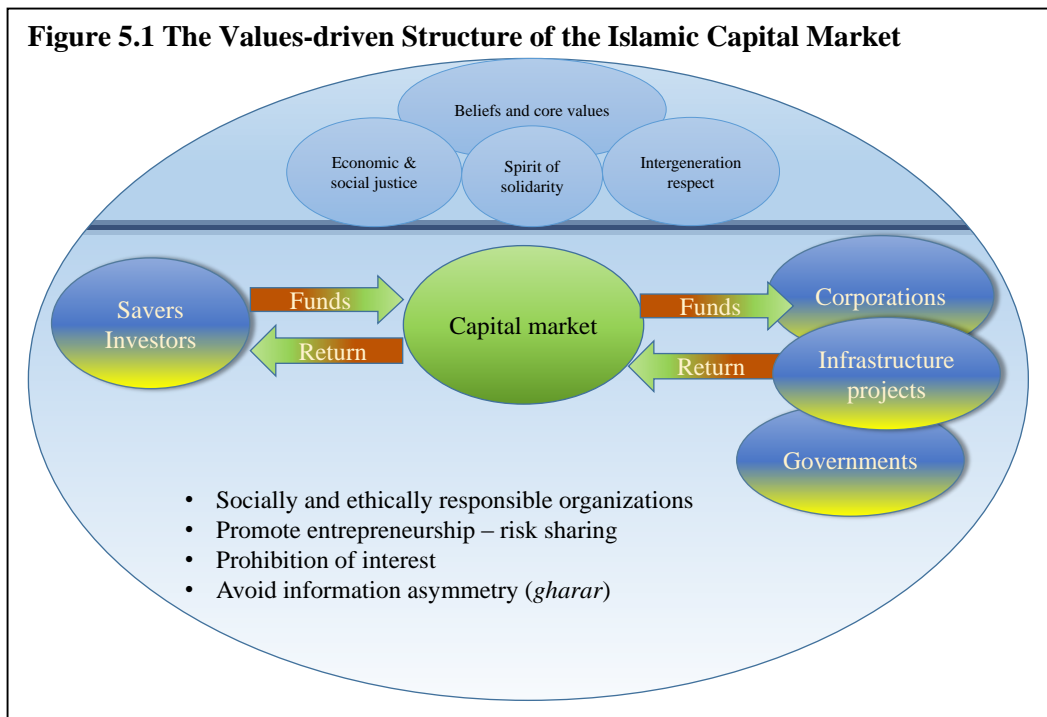 Figure 5.1 The Values-driven Structure of the Islamic Capital Market
Beliefs and core values
Economic &
social justice
Spirit of
solidarity
Intergeneration
respect
Savers
Investors
Funds
Return
Capital market
Funds
Return
Corporations
Infrastructure
projects
Governments
• Socially and ethically responsible organizations
• Promote entrepreneurship – risk sharing
• Prohibition of interest
• Avoid information asymmetry (gharar)